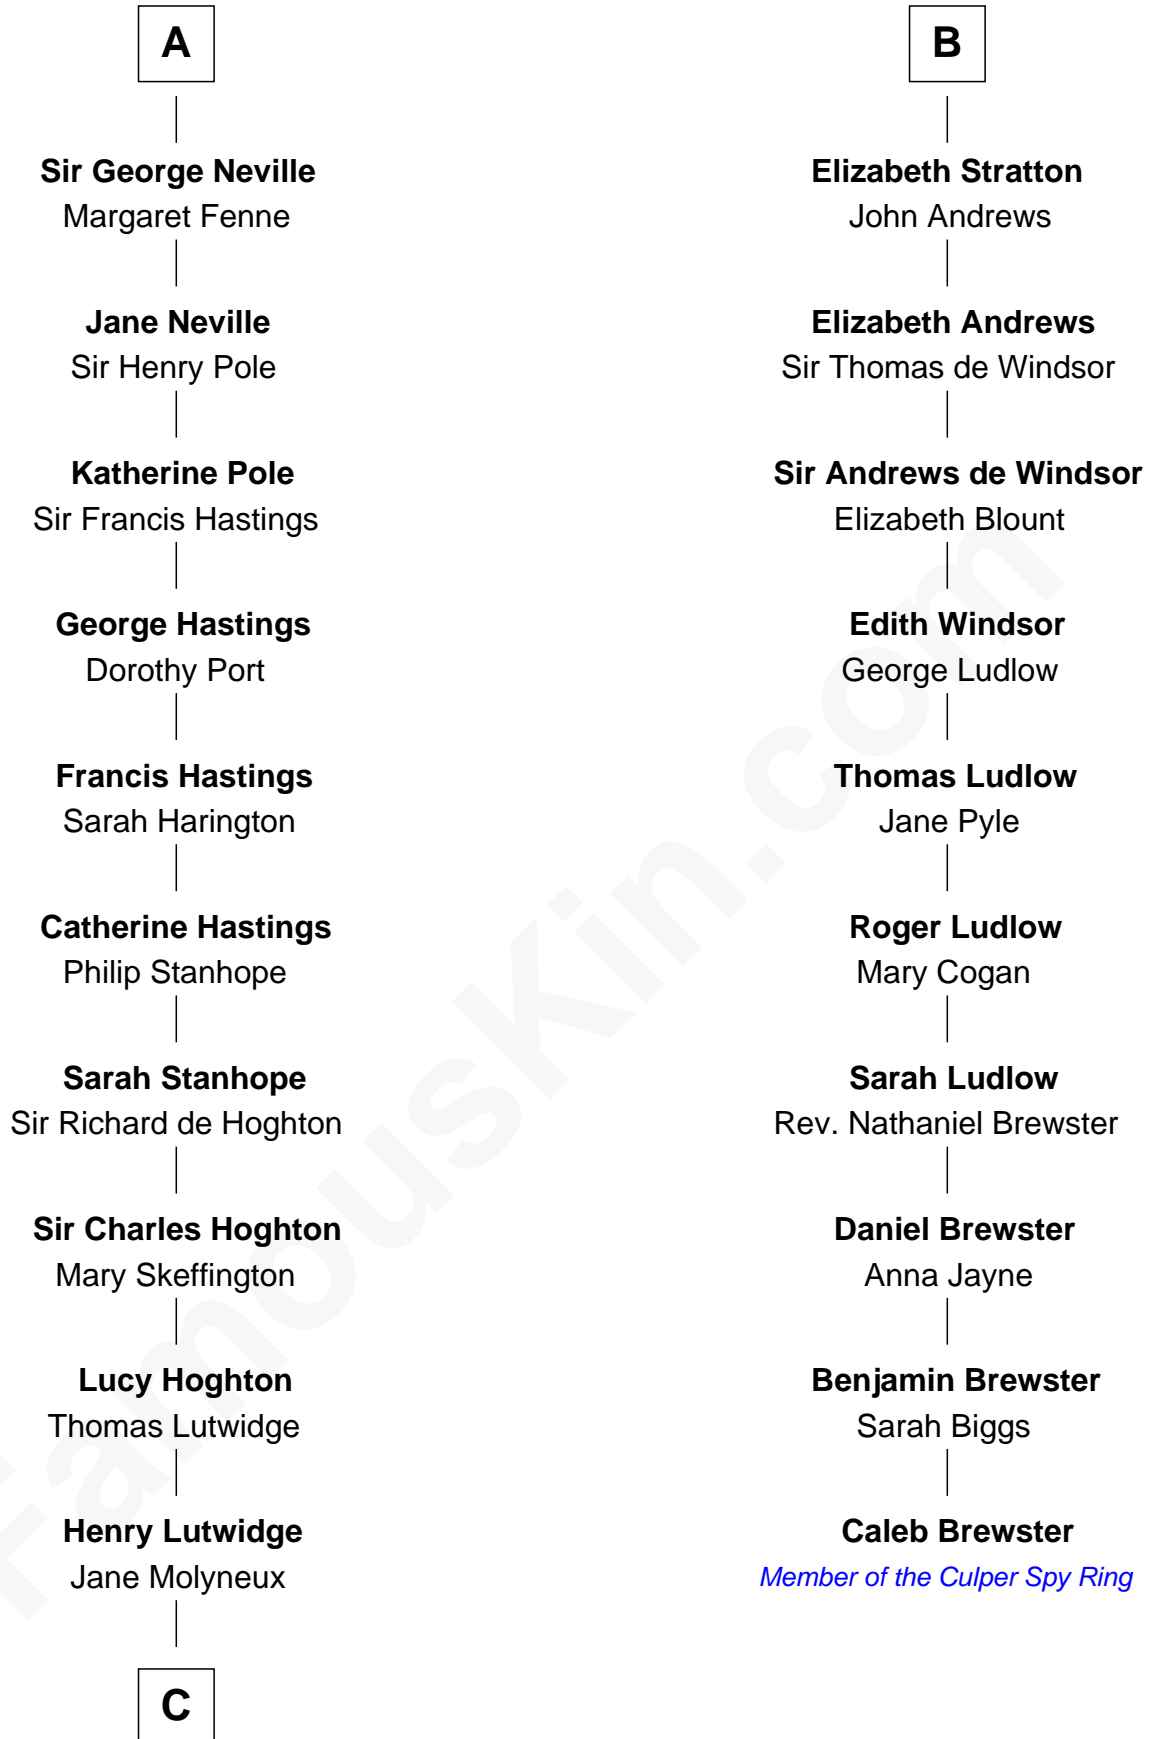 A
Sir George Neville
Margaret Fenne
Jane Neville
Sir Henry Pole
Katherine Pole
Sir Francis Hastings
George Hastings
Dorothy Port
Francis Hastings
Sarah Harington
Catherine Hastings
Philip Stanhope
Sarah Stanhope
Sir Richard de Hoghton
Sir Charles Hoghton
Mary Skeffington
Lucy Hoghton
Thomas Lutwidge
Henry Lutwidge
Jane Molyneux
C
B
Elizabeth Stratton
John Andrews
Elizabeth Andrews
Sir Thomas de Windsor
Sir Andrews de Windsor
Elizabeth Blount
Edith Windsor
George Ludlow
Thomas Ludlow
Jane Pyle
Roger Ludlow
Mary Cogan
Sarah Ludlow
Rev. Nathaniel Brewster
Daniel Brewster
Anna Jayne
Benjamin Brewster
Sarah Biggs
Caleb Brewster
Member of the Culper Spy Ring
FamousKin.com